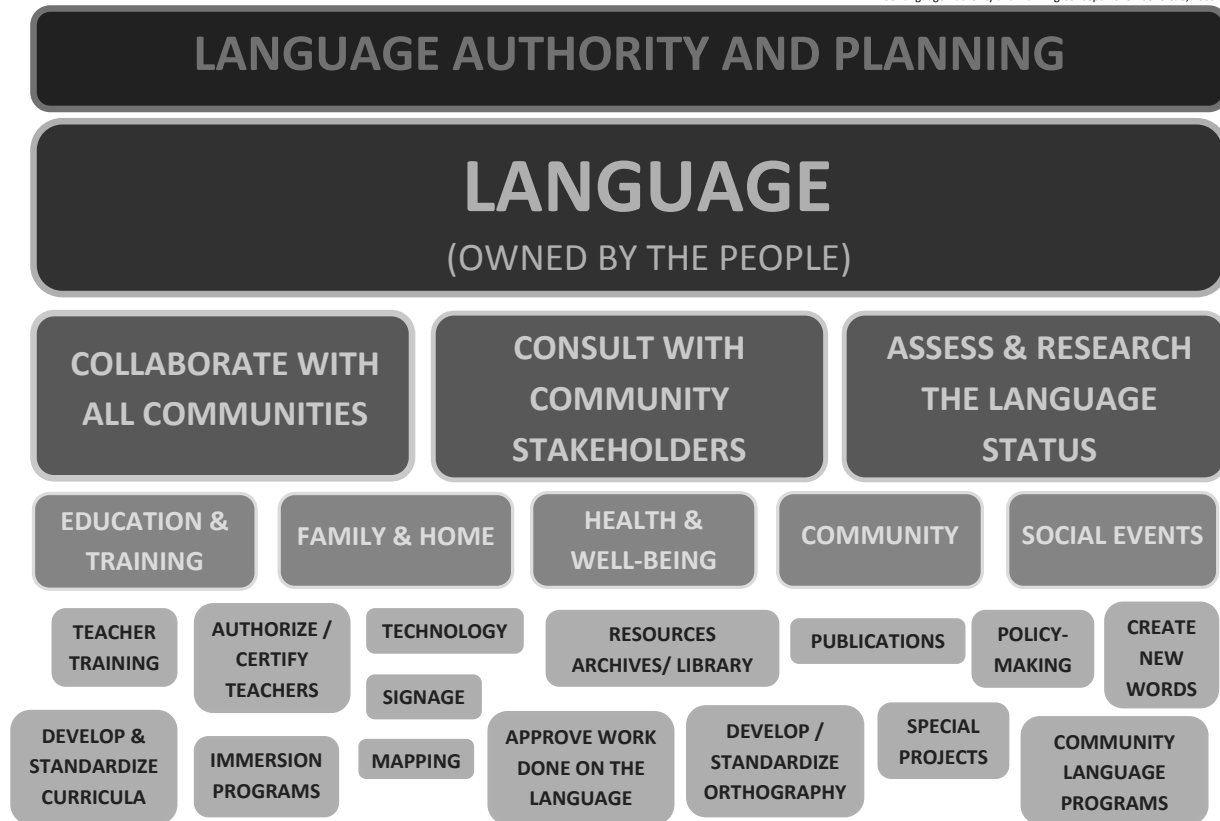 LANGUAGE AUTHORITY AND PLANNING
LANGUAGE
(OWNED BY THE PEOPLE)
COLLABORATE WITH
ALL COMMUNITIES
CONSULT WITH
COMMUNITY
STAKEHOLDERS
ASSESS & RESEARCH
THE LANGUAGE
STATUS
EDUCATION &
TRAINING
FAMILY & HOME
HEALTH &
WELL-BEING
COMMUNITY
SOCIAL EVENTS
TEACHER
TRAINING
AUTHORIZE /
CERTIFY
TEACHERS
TECHNOLOGY
SIGNAGE
RESOURCES
ARCHIVES/ LIBRARY
PUBLICATIONS
POLICY-
MAKING
CREATE
NEW
WORDS
DEVELOP &
STANDARDIZE
CURRICULA
IMMERSION
PROGRAMS
MAPPING
APPROVE WORK
DONE ON THE
LANGUAGE
DEVELOP /
STANDARDIZE
ORTHOGRAPHY
SPECIAL
PROJECTS
COMMUNITY
LANGUAGE
PROGRAMS